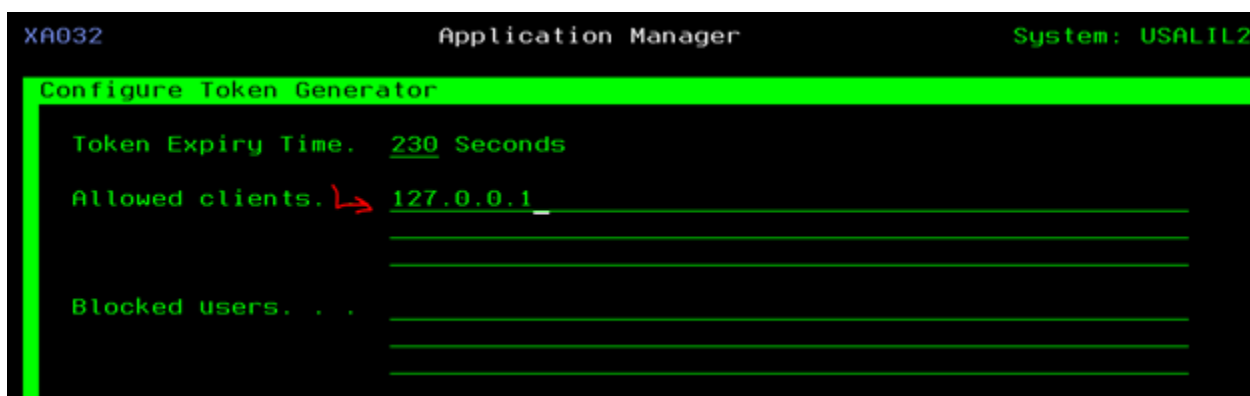 XA032 Application Manager System: USALIL2
Configure Token Generator
Token Expiry Time. 230 Seconds
Allowed clients. 127.0.0.1_
Blocked users. . .